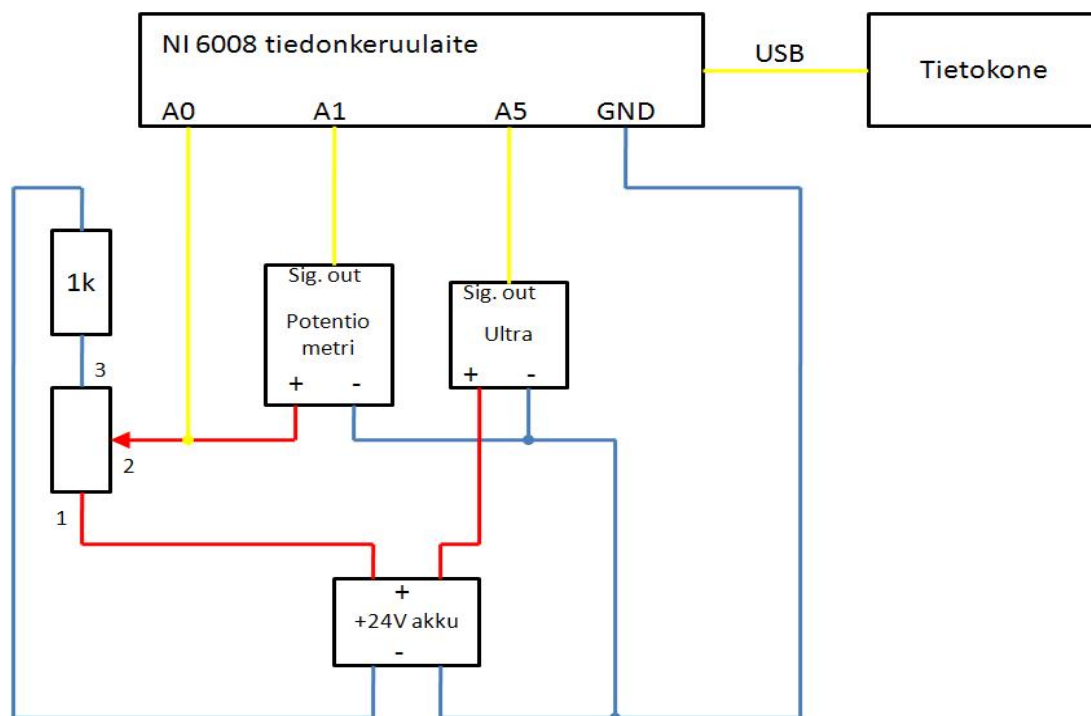 NI 6008 tiedonkeruulaite
USB
Tietokone
A0
A1
A5
GND
1k
Sig. out
Potentio
metri
+ -
Sig. out
Ultra
+ -
3
2
1
+
+24V akku
-